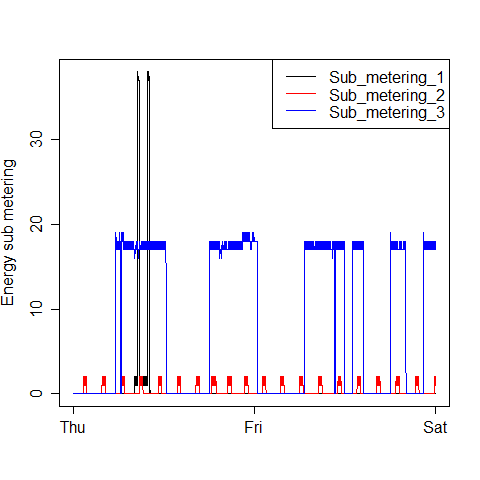 Sub_metering_1
Sub_metering_2
Sub_metering_3
Energy sub metering
30
20
10
0
Thu Fri Sat